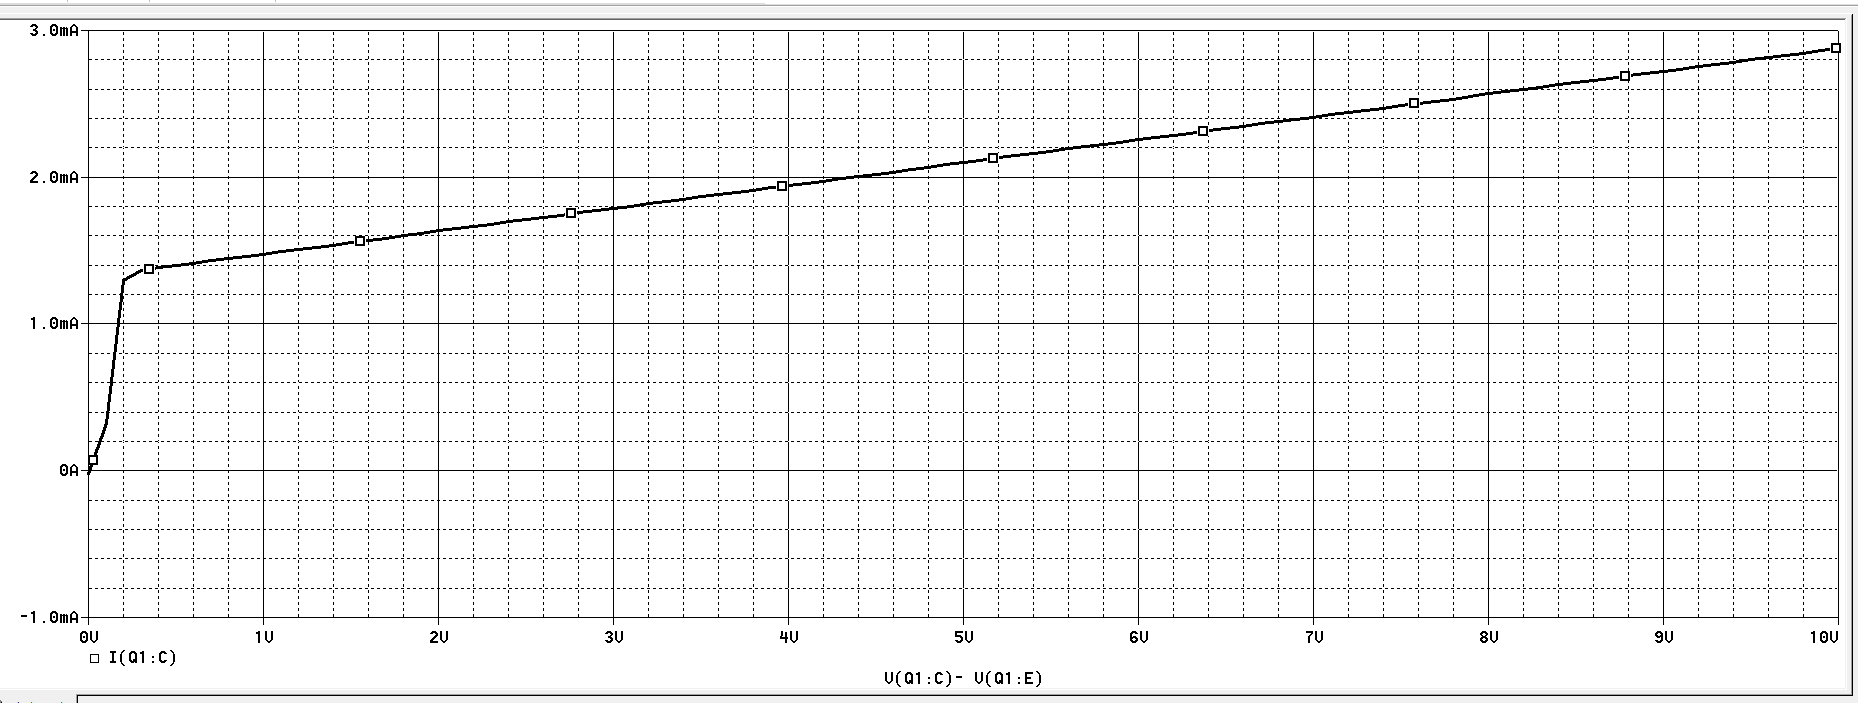 3.0mA
2.0mA
1.0mA
0A
-1.0mA
0V 1V 2V 3V 4V 5V 6V 7V 8V 9V 10V
I(Q1:C)
V(Q1:C)- V(Q1:E)